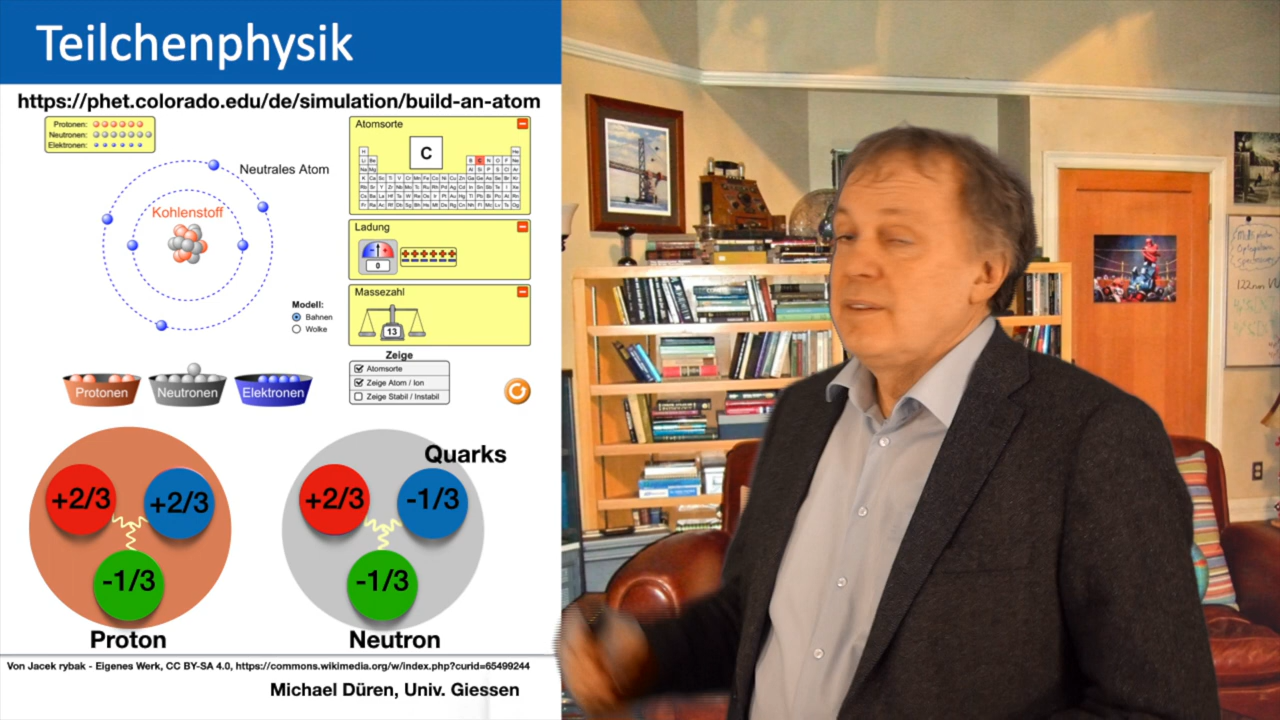 Teilchenphysik
https://phet.colorado.edu/de/simulation/build-an-atom
Protonen:
Neutronen:
Elektronen:
Neutrales Atom
Kohlenstoff
Atomsorte
C
Ladung
0
Massezahl
13
Modell:
Bahnen
Wolke
Zeige
Atomsorte
Zeige Atom / Ion
Zeige Stabil / Instabil
Protonen
Neutronen
Elektronen
Quarks
+2/3
+2/3
-1/3
+2/3
-1/3
-1/3
Proton
Neutron
Von Jacek rybak - Eigenes Werk, CC BY-SA 4.0, https://commons.wikimedia.org/w/index.php?curid=65499244
Michael Düren, Univ. Giessen